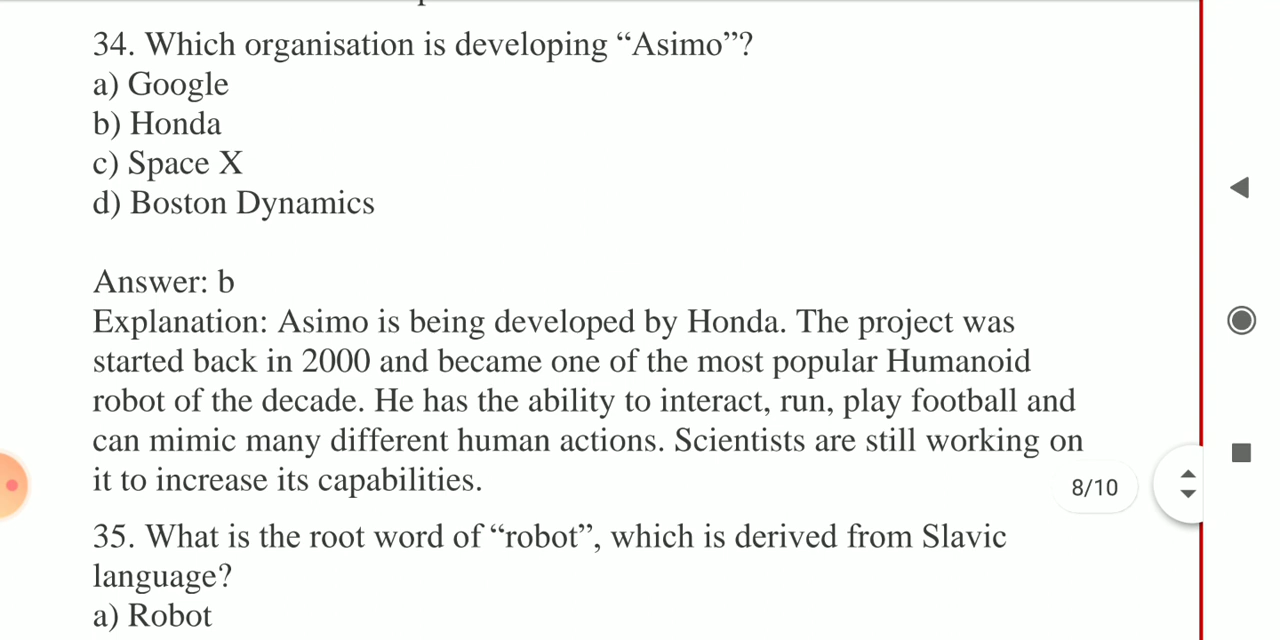 34. Which organisation is developing “Asimo”?
a) Google
b) Honda
c) Space X
d) Boston Dynamics
Answer: b
Explanation: Asimo is being developed by Honda. The project was
started back in 2000 and became one of the most popular Humanoid
robot of the decade. He has the ability to interact, run, play football and
can mimic many different human actions. Scientists are still working on
it to increase its capabilities.
8/10
35. What is the root word of “robot”, which is derived from Slavic
language?
a) Robot